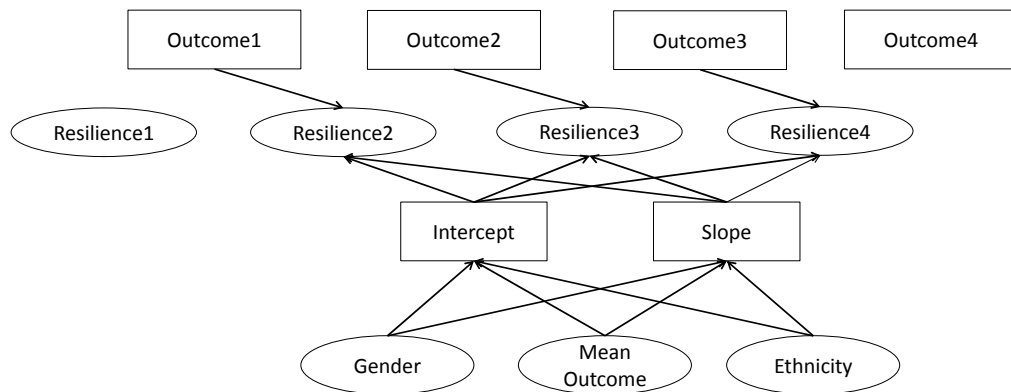 Outcome1
Outcome2
Outcome3
Outcome4
Resilience1
Resilience2
Resilience3
Resilience4
Intercept
Slope
Gender
Mean
Outcome
Ethnicity